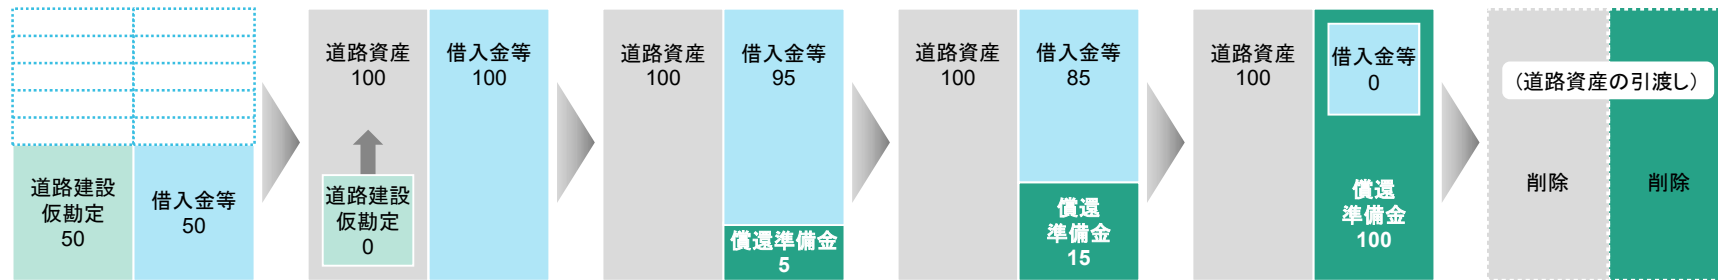 道路建設
仮勘定
50
借入金等
50
道路資産
100
道路建設
仮勘定
0
借入金等
100
道路資産
100
借入金等
95
償還準備金
5
道路資産
100
借入金等
85
償還
準備金
15
道路資産
100
借入金等
0
償還
準備金
100
(道路資産の引渡し)
削除
削除